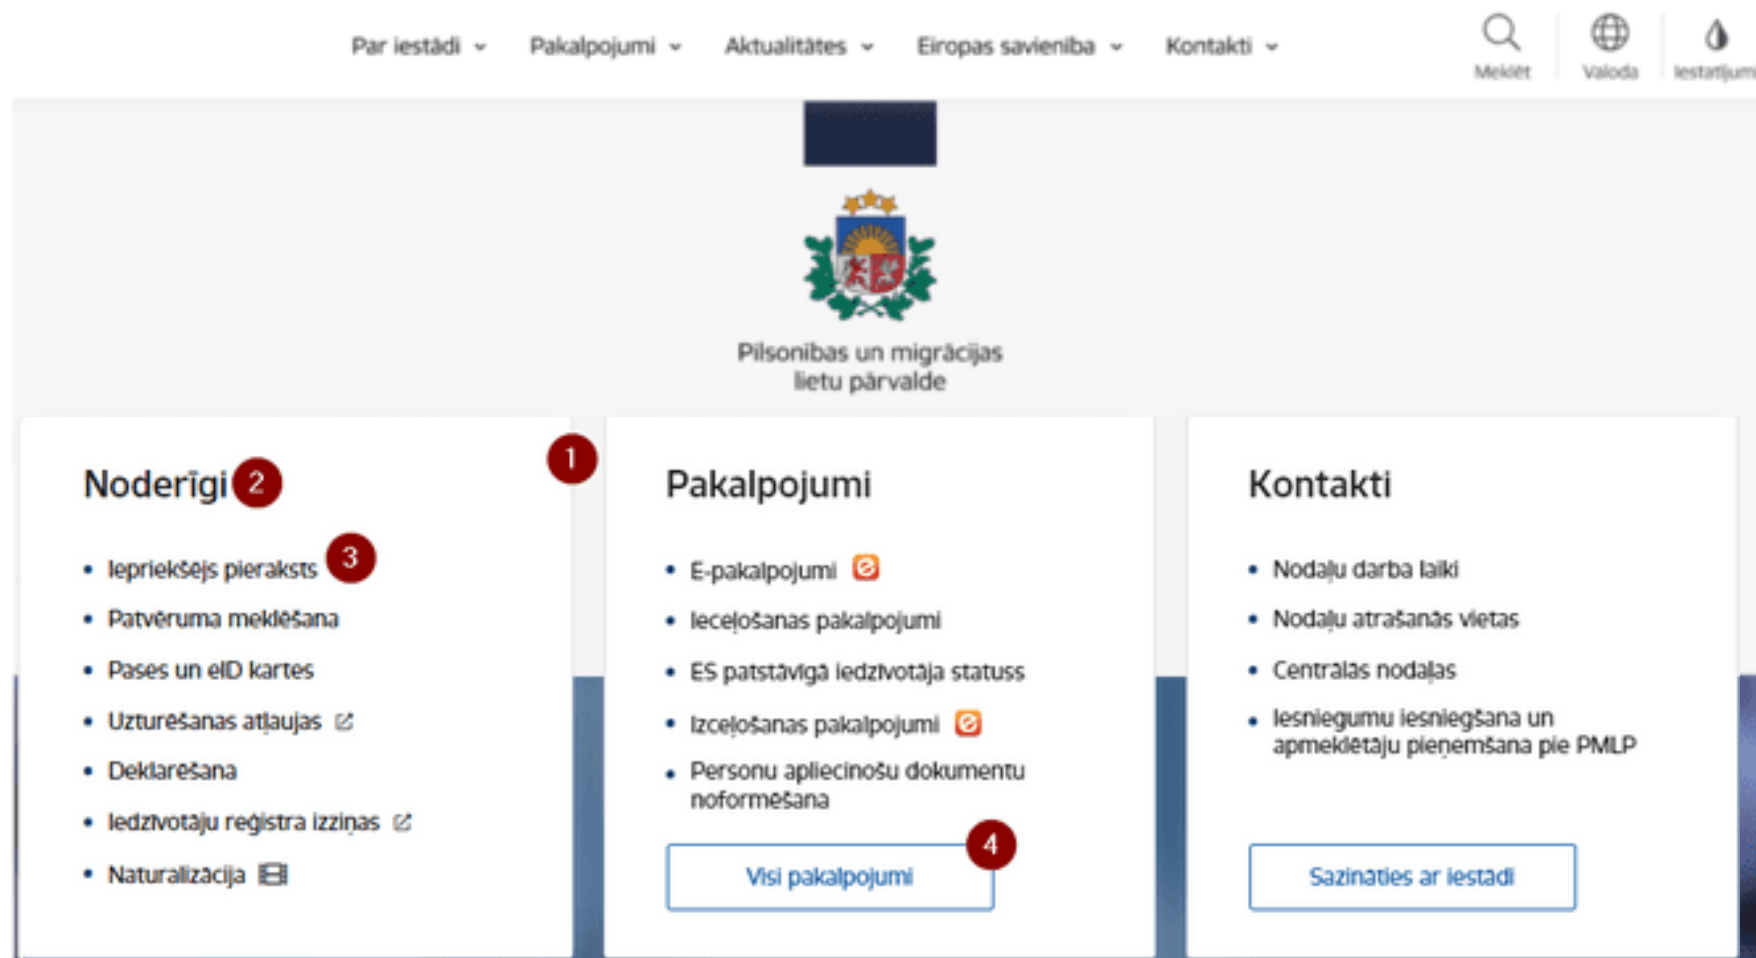 Par iestādi
Pakalpojumi
Aktualitātes
Eiropas savienība
Kontakti
Meklēt
Valoda
Iestatījumi
Pilsonības un migrācijas
lietu pārvalde
1
Noderīgi 2
Iepriekšējs pieraksts 3
Patvēruma meklēšana
Pases un eID kartes
Uzturēšanas atļaujas
Deklarēšana
Iedzīvotāju reģistra izziņas
Naturalizācija
Pakalpojumi
E-pakalpojumi
Ieceļošanas pakalpojumi
ES patstāvīgā iedzīvotāja statuss
Izceļošanas pakalpojumi
Personu apliecinošu dokumentu
noformēšana
4
Visi pakalpojumi
Kontakti
Nodaļu darba laiki
Nodaļu atrašanās vietas
Centrālās nodaļas
Iesniegumu iesniegšana un
apmeklētāju pieņemšana pie PMLP
Sazināties ar iestādi